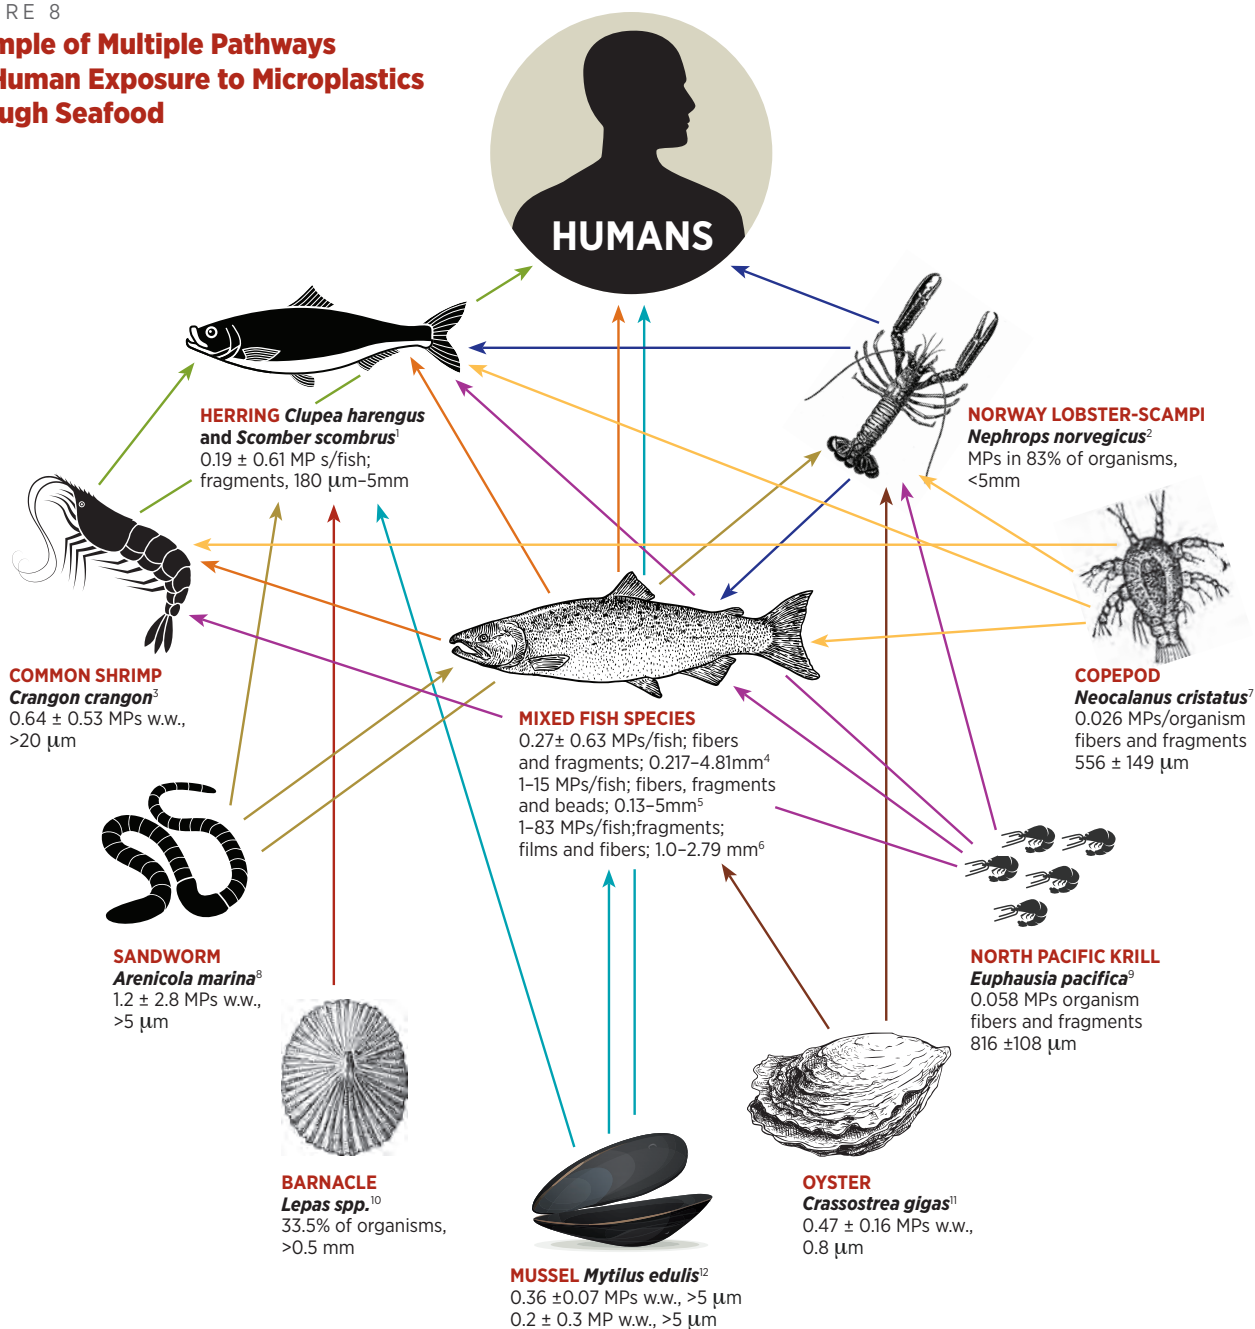 RE 8
mple of Multiple Pathways
Human Exposure to Microplastics
ugh Seafood
HUMANS
HERRING Clupea harengus
and Scomber scombrus1
0.19 ± 0.61 MP s/fish;
fragments, 180 μm–5mm
NORWAY LOBSTER-SCAMPI
Nephrops norvegicus2
MPs in 83% of organisms,
<5mm
COMMON SHRIMP
Crangon crangon3
0.64 ± 0.53 MPs w.w.,
>20 μm
MIXED FISH SPECIES
0.27± 0.63 MPs/fish; fibers
and fragments; 0.217–4.81mm4
1–15 MPs/fish; fibers, fragments
and beads; 0.13–5mm5
1–83 MPs/fish;fragments;
films and fibers; 1.0–2.79 mm6
COPEPOD
Neocalanus cristatus7
0.026 MPs/organism
fibers and fragments
556 ± 149 μm
SANDWORM
Arenicola marina8
1.2 ± 2.8 MPs w.w.,
>5 μm
NORTH PACIFIC KRILL
Euphausia pacifica9
0.058 MPs organism
fibers and fragments
816 ±108 μm
BARNACLE
Lepas spp.10
33.5% of organisms,
>0.5 mm
OYSTER
Crassostrea gigas11
0.47 ± 0.16 MPs w.w.,
0.8 μm
MUSSEL Mytilus edulis12
0.36 ±0.07 MPs w.w., >5 μm
0.2 ± 0.3 MP w.w., >5 μm